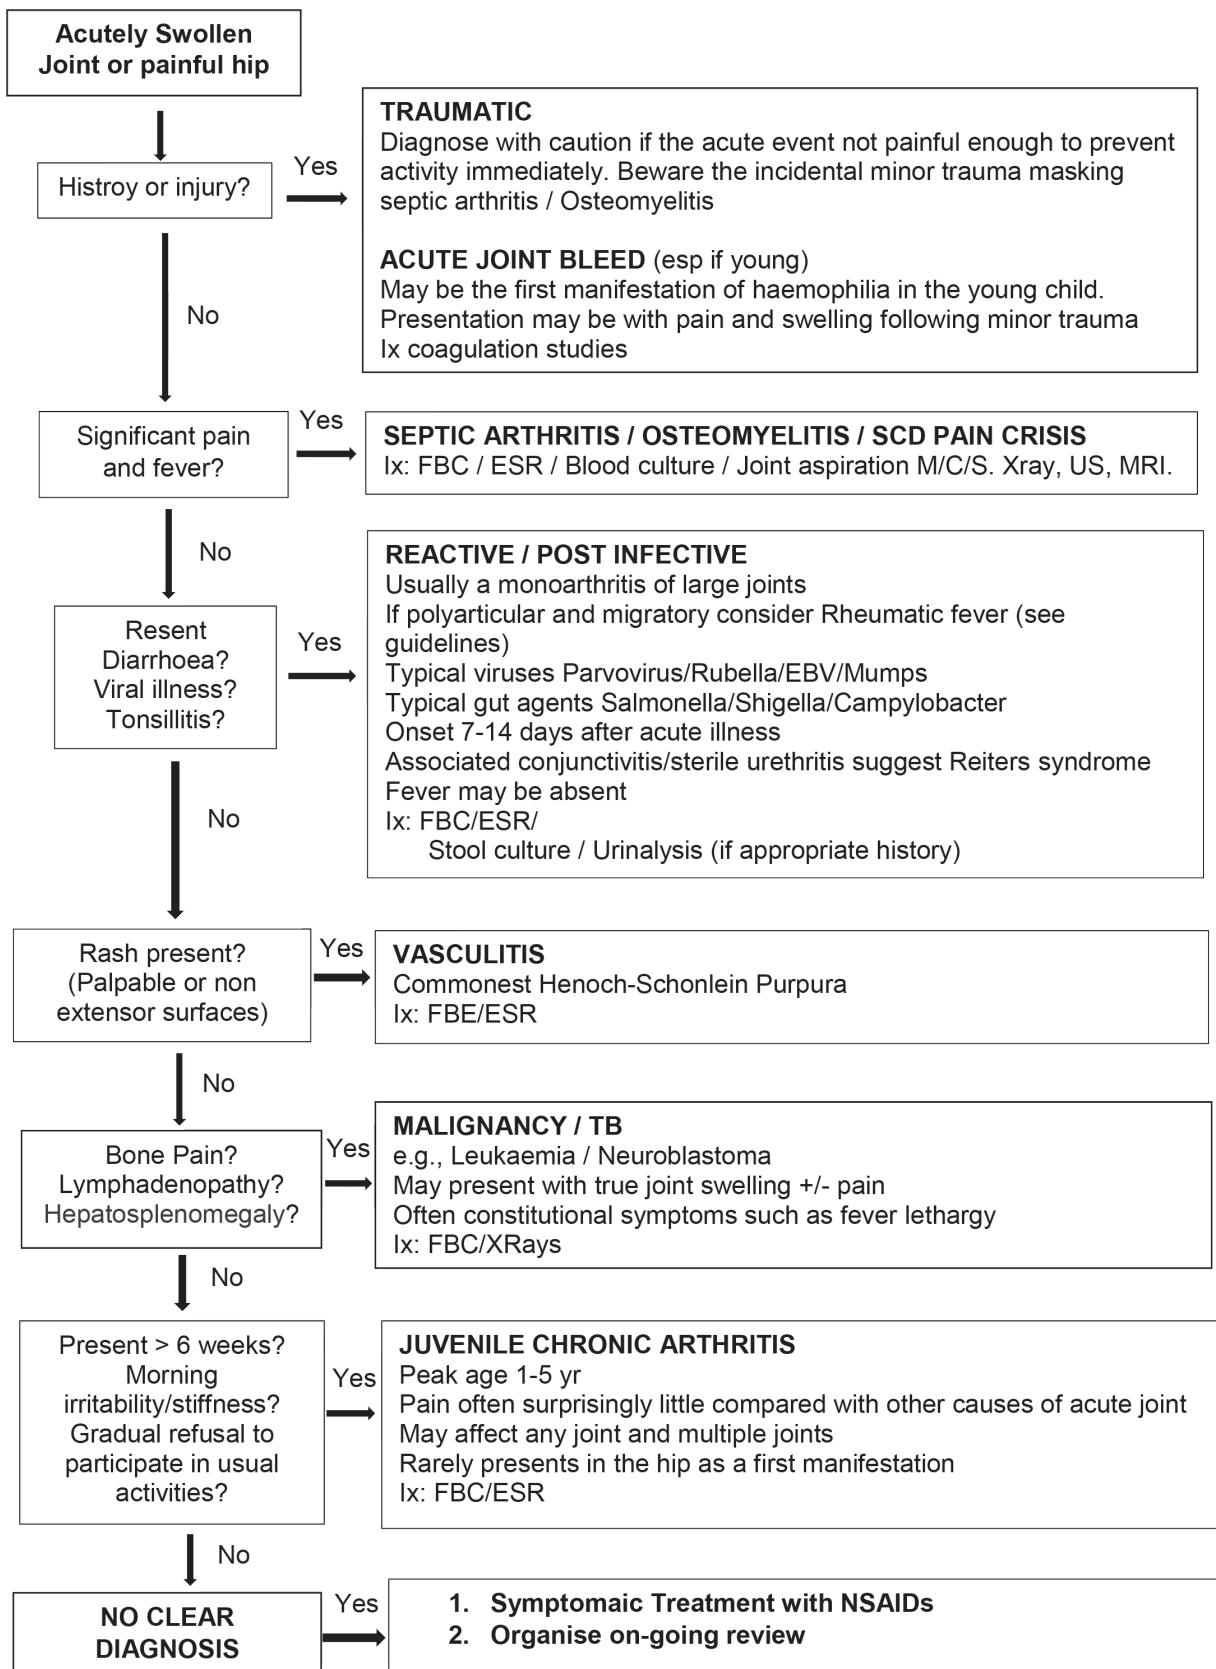 Acutely Swollen
Joint or painful hip
Histroy or injury?
Yes
TRAUMATIC
Diagnose with caution if the acute event not painful enough to prevent
activity immediately. Beware the incidental minor trauma masking
septic arthritis / Osteomyelitis
ACUTE JOINT BLEED (esp if young)
May be the first manifestation of haemophilia in the young child.
Presentation may be with pain and swelling following minor trauma
Ix coagulation studies
No
Significant pain
and fever?
Yes
SEPTIC ARTHRITIS / OSTEOMYELITIS / SCD PAIN CRISIS
Ix: FBC / ESR / Blood culture / Joint aspiration M/C/S. Xray, US, MRI.
No
Resent
Diarrhoea?
Viral illness?
Tonsillitis?
Yes
REACTIVE / POST INFECTIVE
Usually a monoarthritis of large joints
If polyarticular and migratory consider Rheumatic fever (see
guidelines)
Typical viruses Parvovirus/Rubella/EBV/Mumps
Typical gut agents Salmonella/Shigella/Campylobacter
Onset 7-14 days after acute illness
Associated conjunctivitis/sterile urethritis suggest Reiters syndrome
Fever may be absent
Ix: FBC/ESR/
Stool culture / Urinalysis (if appropriate history)
No
Rash present?
(Palpable or non
extensor surfaces)
Yes
VASCULITIS
Commonest Henoch-Schonlein Purpura
Ix: FBE/ESR
No
Bone Pain?
Lymphadenopathy?
Hepatosplenomegaly?
Yes
MALIGNANCY / TB
e.g., Leukaemia / Neuroblastoma
May present with true joint swelling +/- pain
Often constitutional symptoms such as fever lethargy
Ix: FBC/XRays
No
Present > 6 weeks?
Morning
irritability/stiffness?
Gradual refusal to
participate in usual
activities?
Yes
JUVENILE CHRONIC ARTHRITIS
Peak age 1-5 yr
Pain often surprisingly little compared with other causes of acute joint
May affect any joint and multiple joints
Rarely presents in the hip as a first manifestation
Ix: FBC/ESR
No
NO CLEAR
DIAGNOSIS
Yes
1. Symptomaic Treatment with NSAIDs
2. Organise on-going review